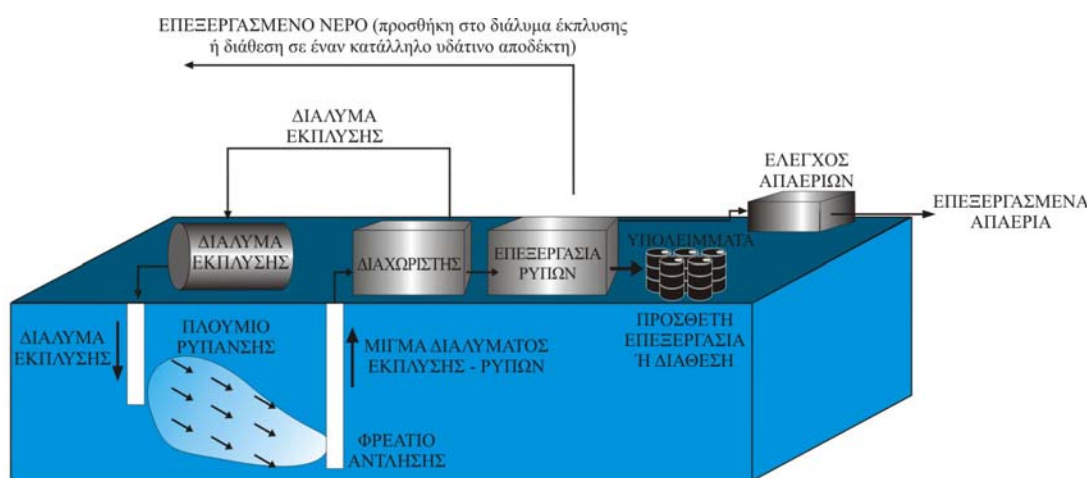 ΕΠΕΞΕΡΓΑΣΜΕΝΟ ΝΕΡΟ (προσθήκη στο διάλυμα έκπλυσης
ή διάθεση σε έναν κατάλληλο υδάτινο αποδέκτη)
ΔΙΑΛΥΜΑ
ΕΚΠΛΥΣΗΣ
ΕΛΕΓΧΟΣ
ΑΠΑΕΡΙΩΝ
ΕΠΕΞΕΡΓΑΣΜΕΝΑ
ΑΠΑΕΡΙΑ
ΔΙΑΛΥΜΑ
ΕΚΠΛΥΣΗΣ
ΔΙΑΧΩΡΙΣΤΗΣ
ΕΠΕΞΕΡΓΑΣΙΑ
ΡΥΠΩΝ
ΥΠΟΛΕΙΜΜΑΤΑ
ΠΡΟΣΘΕΤΗ
ΕΠΕΞΕΡΓΑΣΙΑ
Ή ΔΙΑΘΕΣΗ
ΔΙΑΛΥΜΑ
ΕΚΠΛΥΣΗΣ
ΠΛΟΥΜΙΟ
ΡΥΠΑΝΣΗΣ
ΜΙΓΜΑ ΔΙΑΛΥΜΑΤΟΣ
ΕΚΠΛΥΣΗΣ - ΡΥΠΩΝ
ΦΡΕΑΤΙΟ
ΑΝΤΛΗΣΗΣ